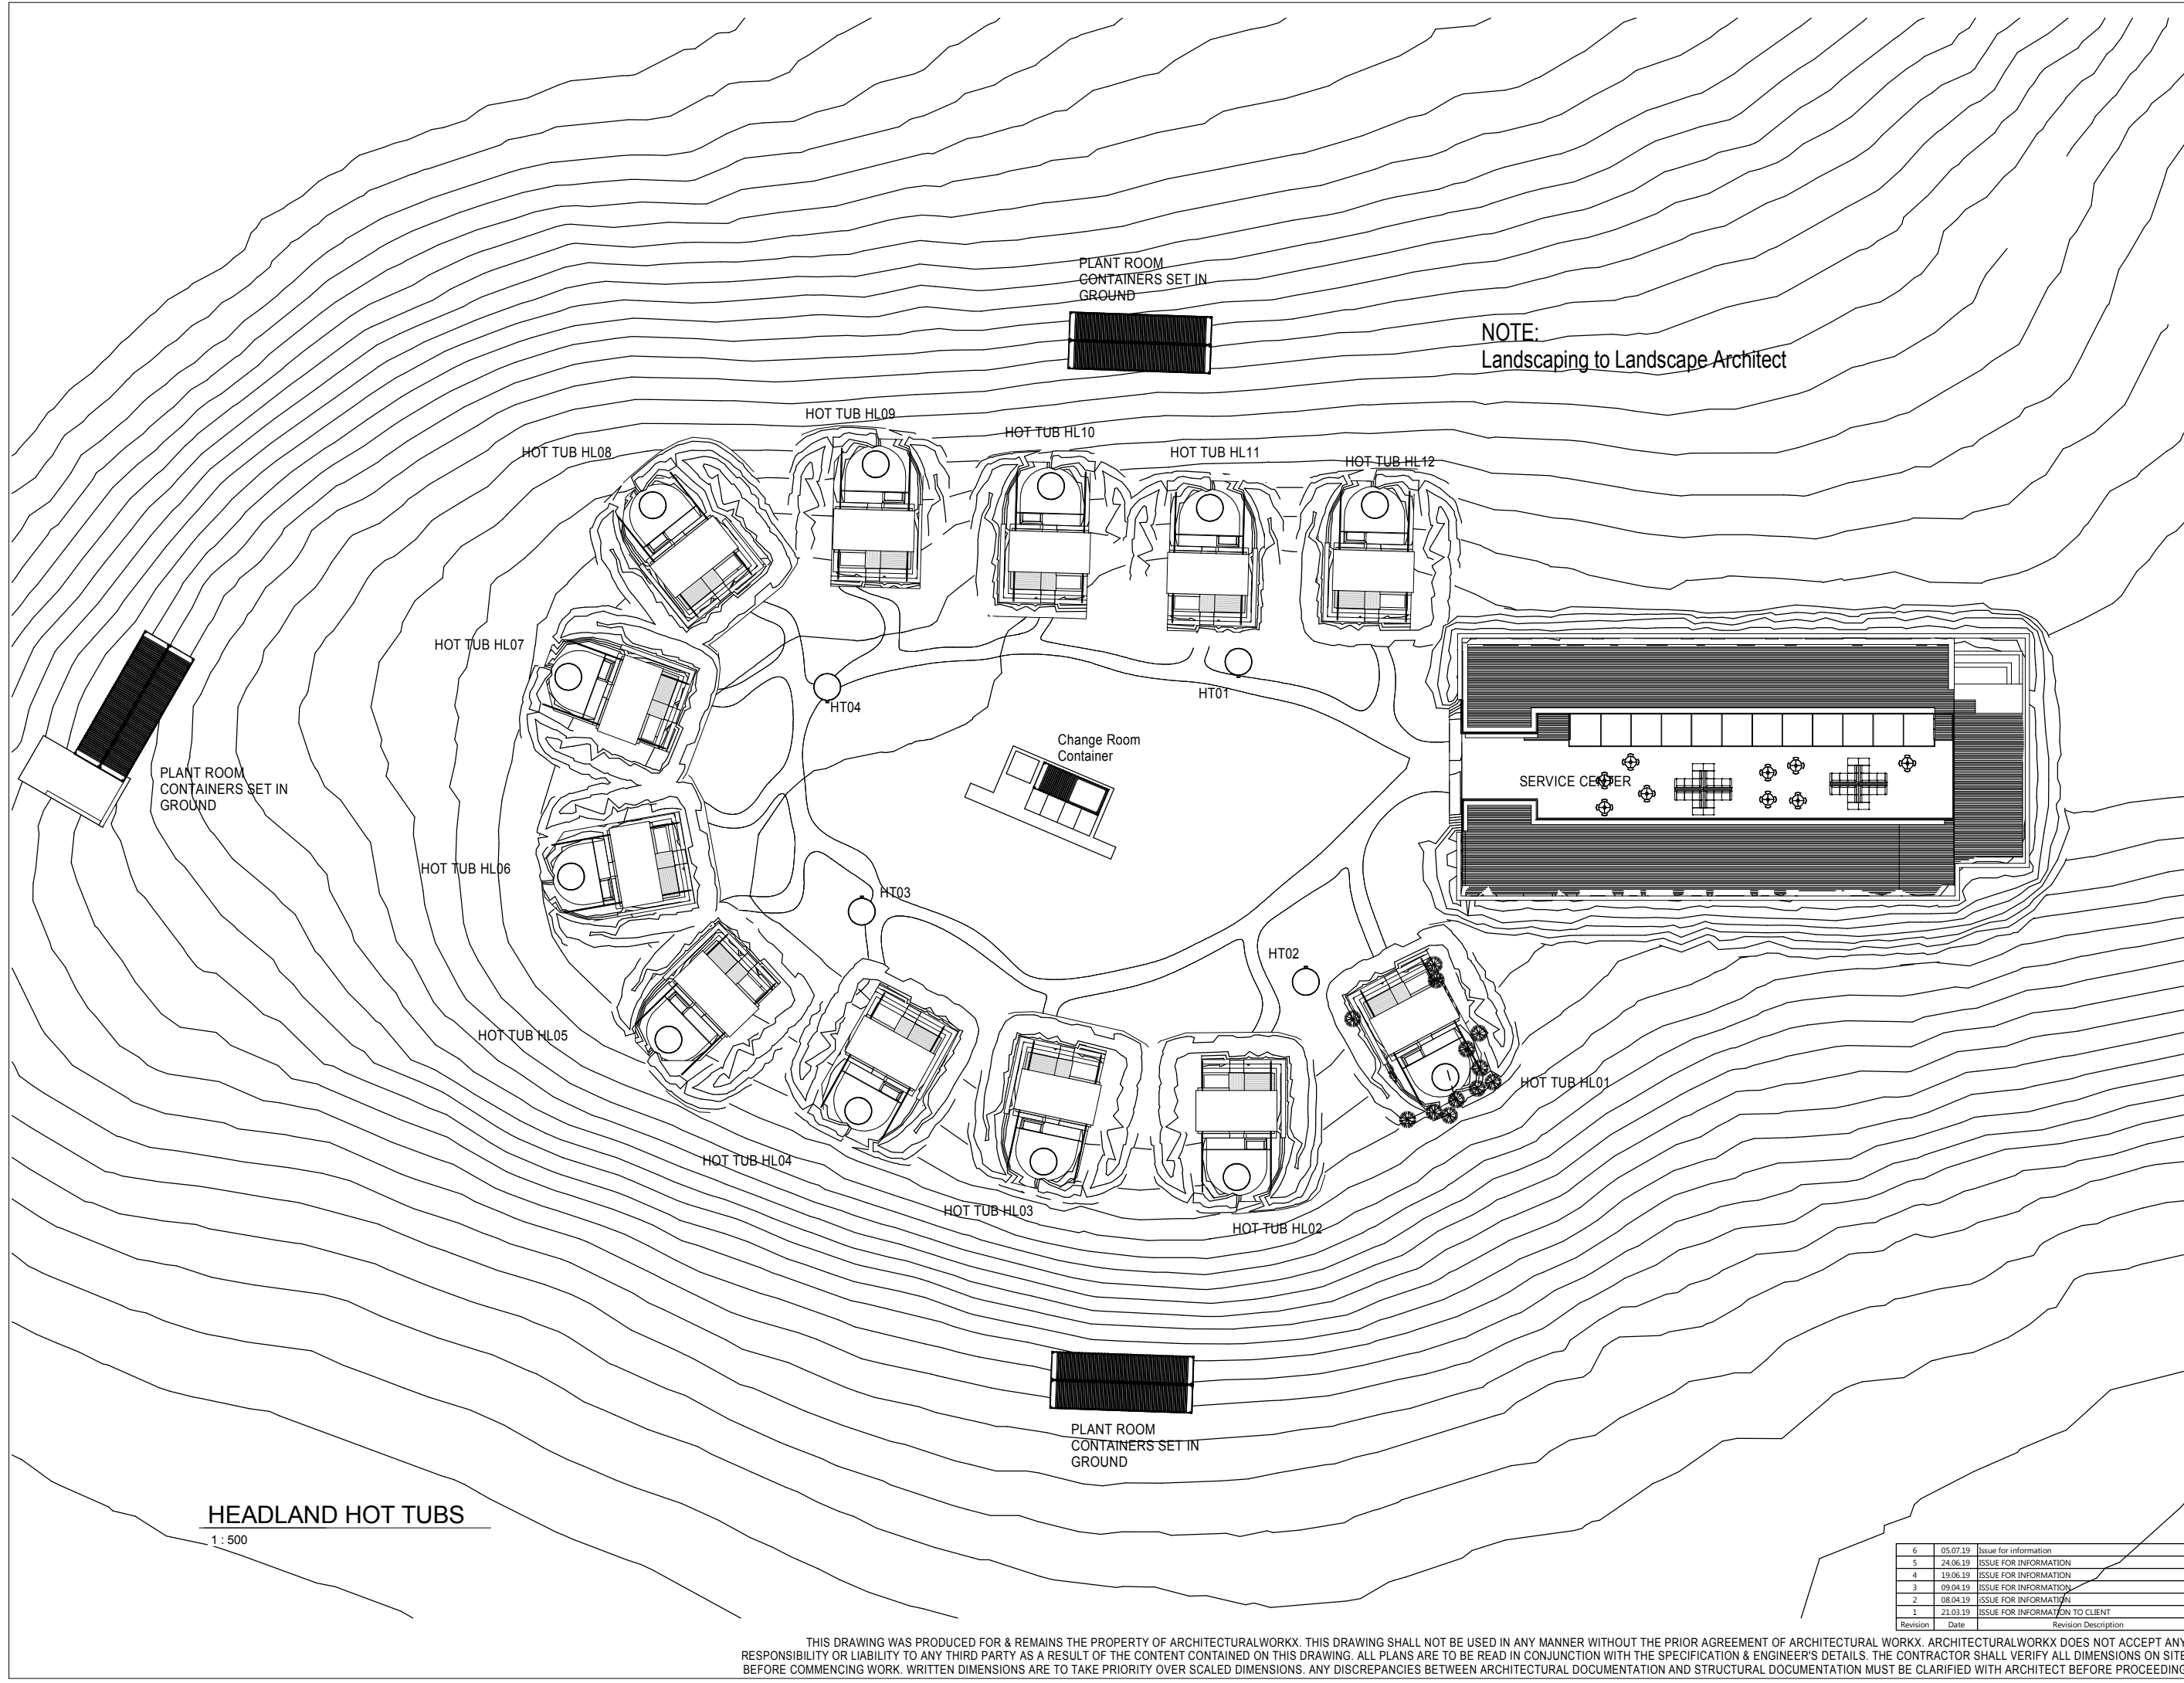 PLANT ROOM
CONTAINERS SET IN
GROUND
NOTE:
Landscaping to Landscape Architect
HOT TUB HL09
HOT TUB HL10
HOT TUB HL08
HOT TUB HL11
HOT TUB HL12
HOT TUB HL07
HT01
HT04
Change Room
Container
PLANT ROOM
CONTAINERS SET IN
GROUND
SERVICE CENTER
HOT TUB HL06
HT03
HT02
HOT TUB HL05
HOT TUB HL01
HOT TUB HL04
HOT TUB HL03
HOT TUB HL02
PLANT ROOM
CONTAINERS SET IN
GROUND
HEADLAND HOT TUBS
1 : 500
6 05.07.19 Issue for information
5 24.06.19 ISSUE FOR INFORMATION
4 19.06.19 ISSUE FOR INFORMATION
3 09.04.19 ISSUE FOR INFORMATION
2 08.04.19 iSSUE FOR INFORMATION
1 21.03.19 ISSUE FOR INFORMATION TO CLIENT
Revision Date Revision Description
THIS DRAWING WAS PRODUCED FOR & REMAINS THE PROPERTY OF ARCHITECTURALWORKX. THIS DRAWING SHALL NOT BE USED IN ANY MANNER WITHOUT THE PRIOR AGREEMENT OF ARCHITECTURAL WORKX. ARCHITECTURALWORKX DOES NOT ACCEPT ANY
RESPONSIBILITY OR LIABILITY TO ANY THIRD PARTY AS A RESULT OF THE CONTENT CONTAINED ON THIS DRAWING. ALL PLANS ARE TO BE READ IN CONJUNCTION WITH THE SPECIFICATION & ENGINEER'S DETAILS. THE CONTRACTOR SHALL VERIFY ALL DIMENSIONS ON SITE
BEFORE COMMENCING WORK. WRITTEN DIMENSIONS ARE TO TAKE PRIORITY OVER SCALED DIMENSIONS. ANY DISCREPANCIES BETWEEN ARCHITECTURAL DOCUMENTATION AND STRUCTURAL DOCUMENTATION MUST BE CLARIFIED WITH ARCHITECT BEFORE PROCEEDING